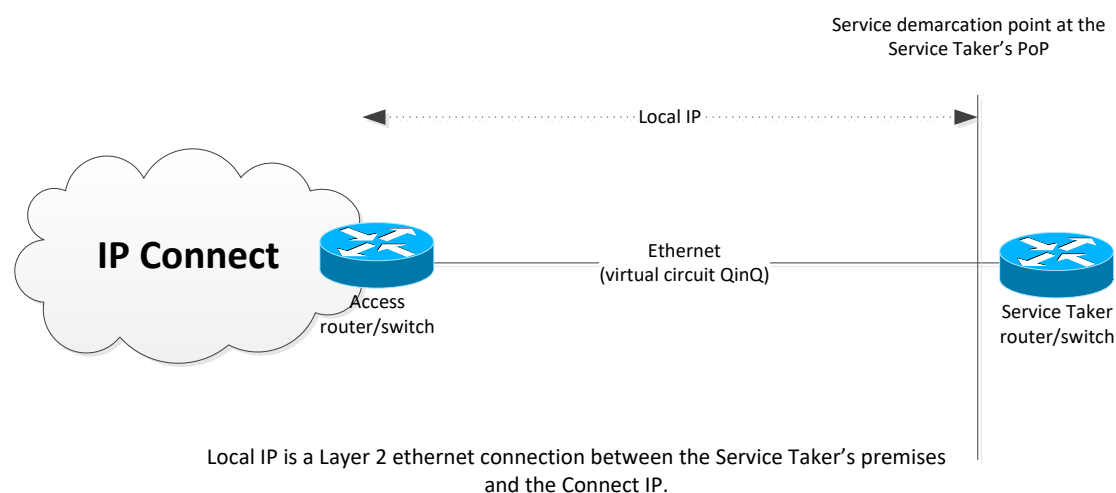 Service demarcation point at the
Service Taker's PoP
Local IP
IP Connect
Ethernet
(virtual circuit QinQ)
Access
router/switch
Service Taker
router/switch
Local IP is a Layer 2 ethernet connection between the Service Taker's premises
and the Connect IP.